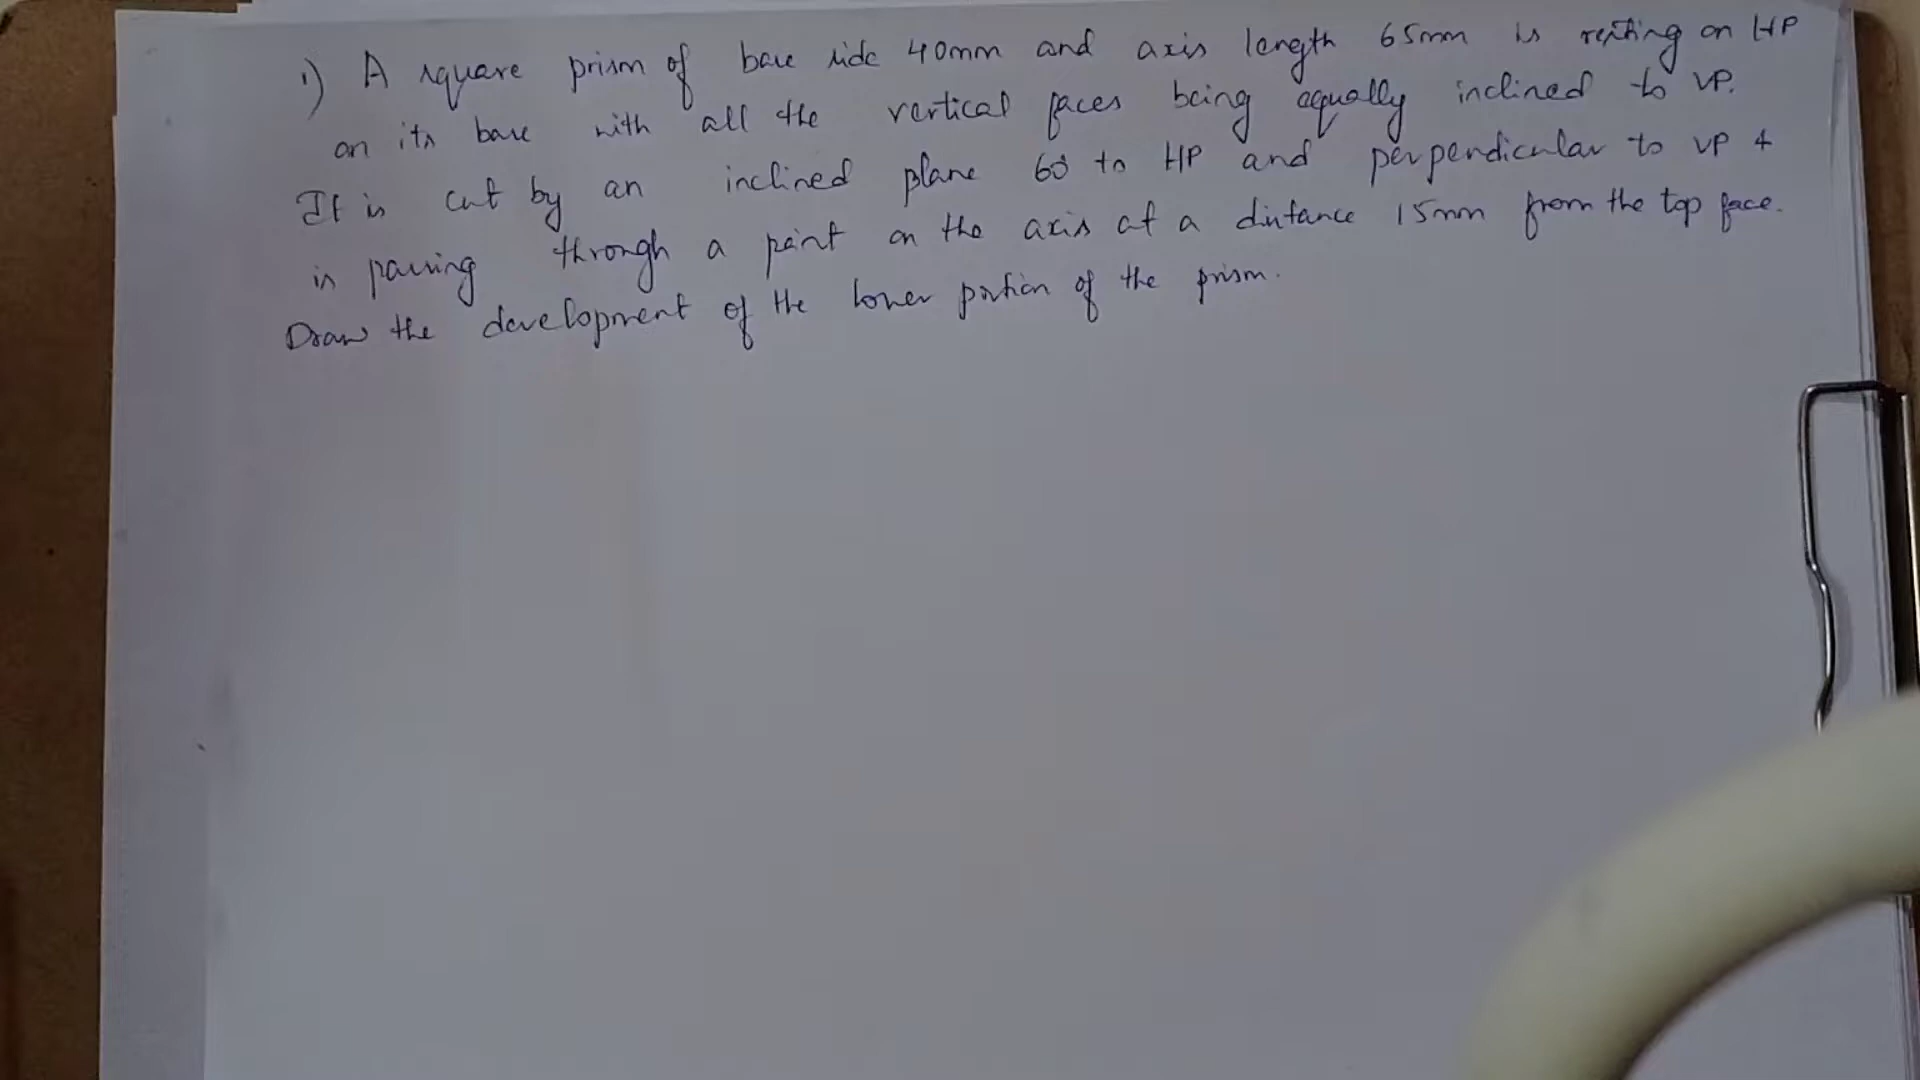 1) A square prism of base side 40mm and axis length 65mm is resting on HP
on its base with all the vertical faces being equally inclined to VP.
It is cut by an inclined plane 60° to HP and perpendicular to VP &
is passing through a point on the axis at a distance 15mm from the top face.
Draw the development of the lower portion of the prism.